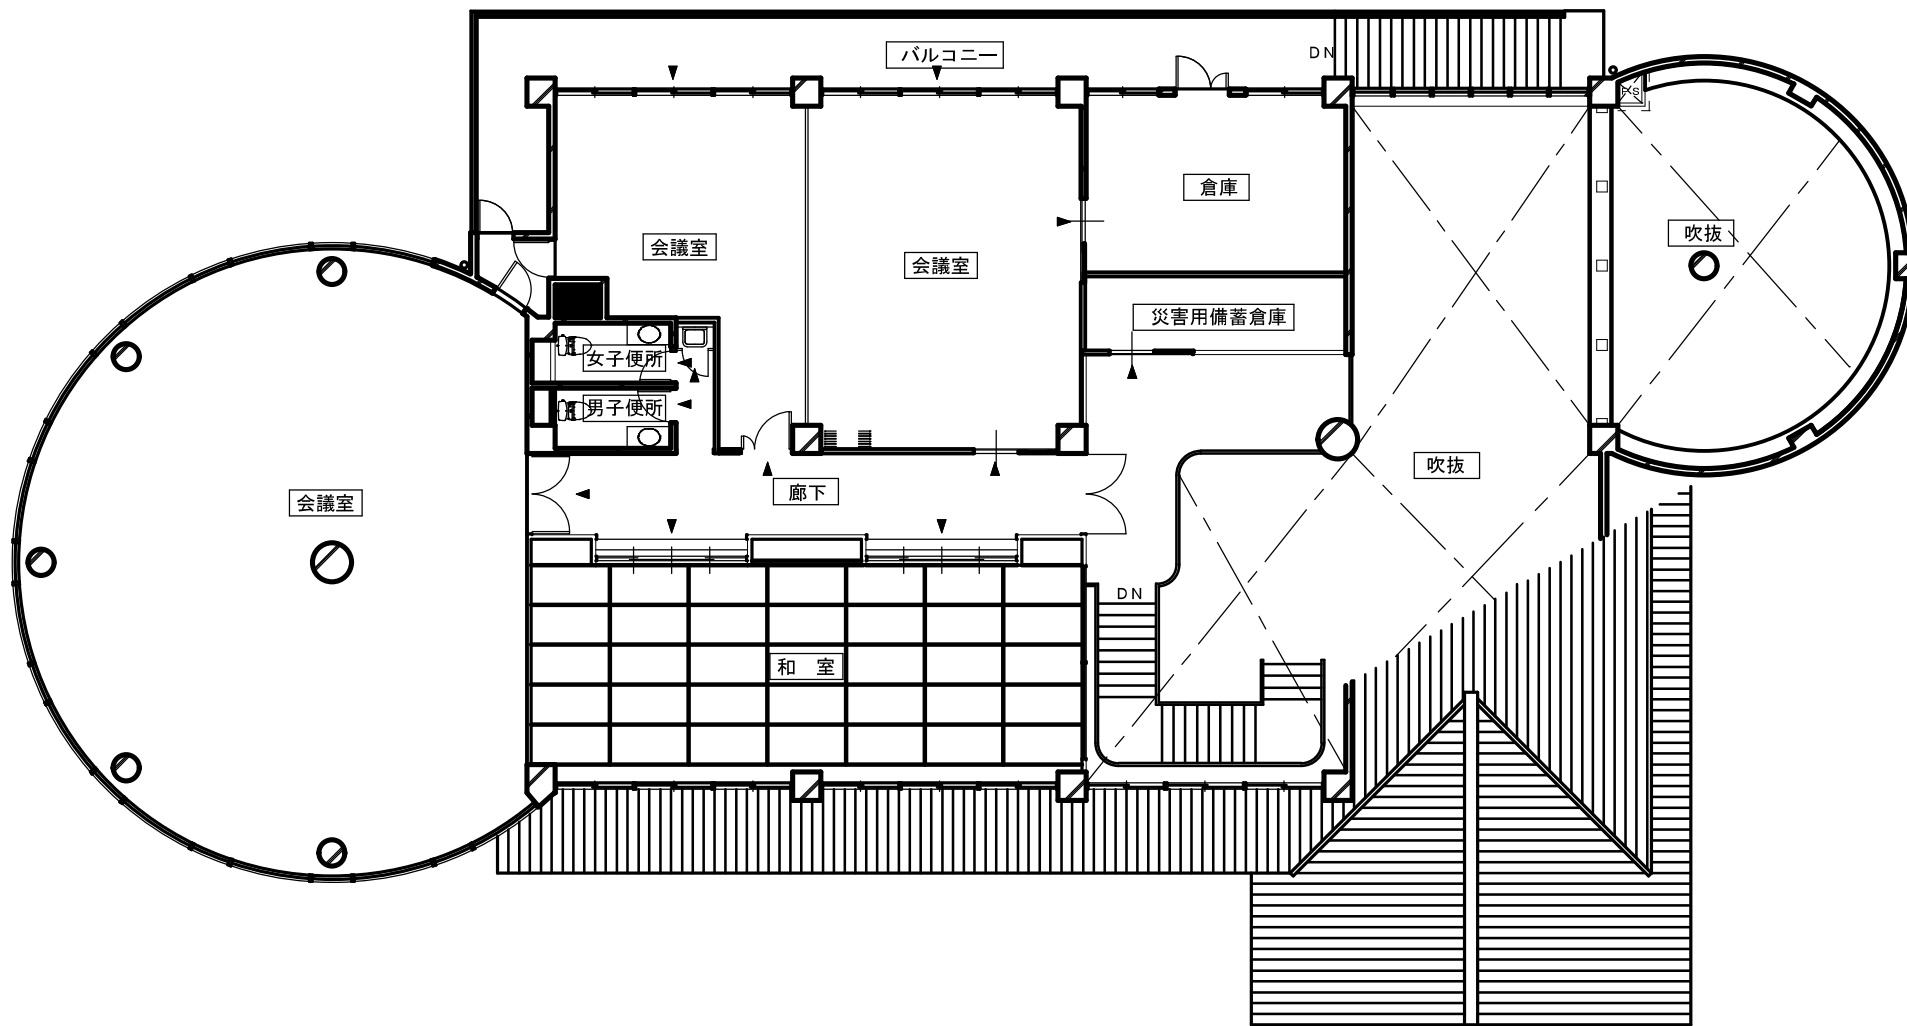 バルコニー
DN
倉庫
吹抜
会議室
会議室
災害用備蓄倉庫
女子便所
男子便所
吹抜
廊下
会議室
DN
和 室